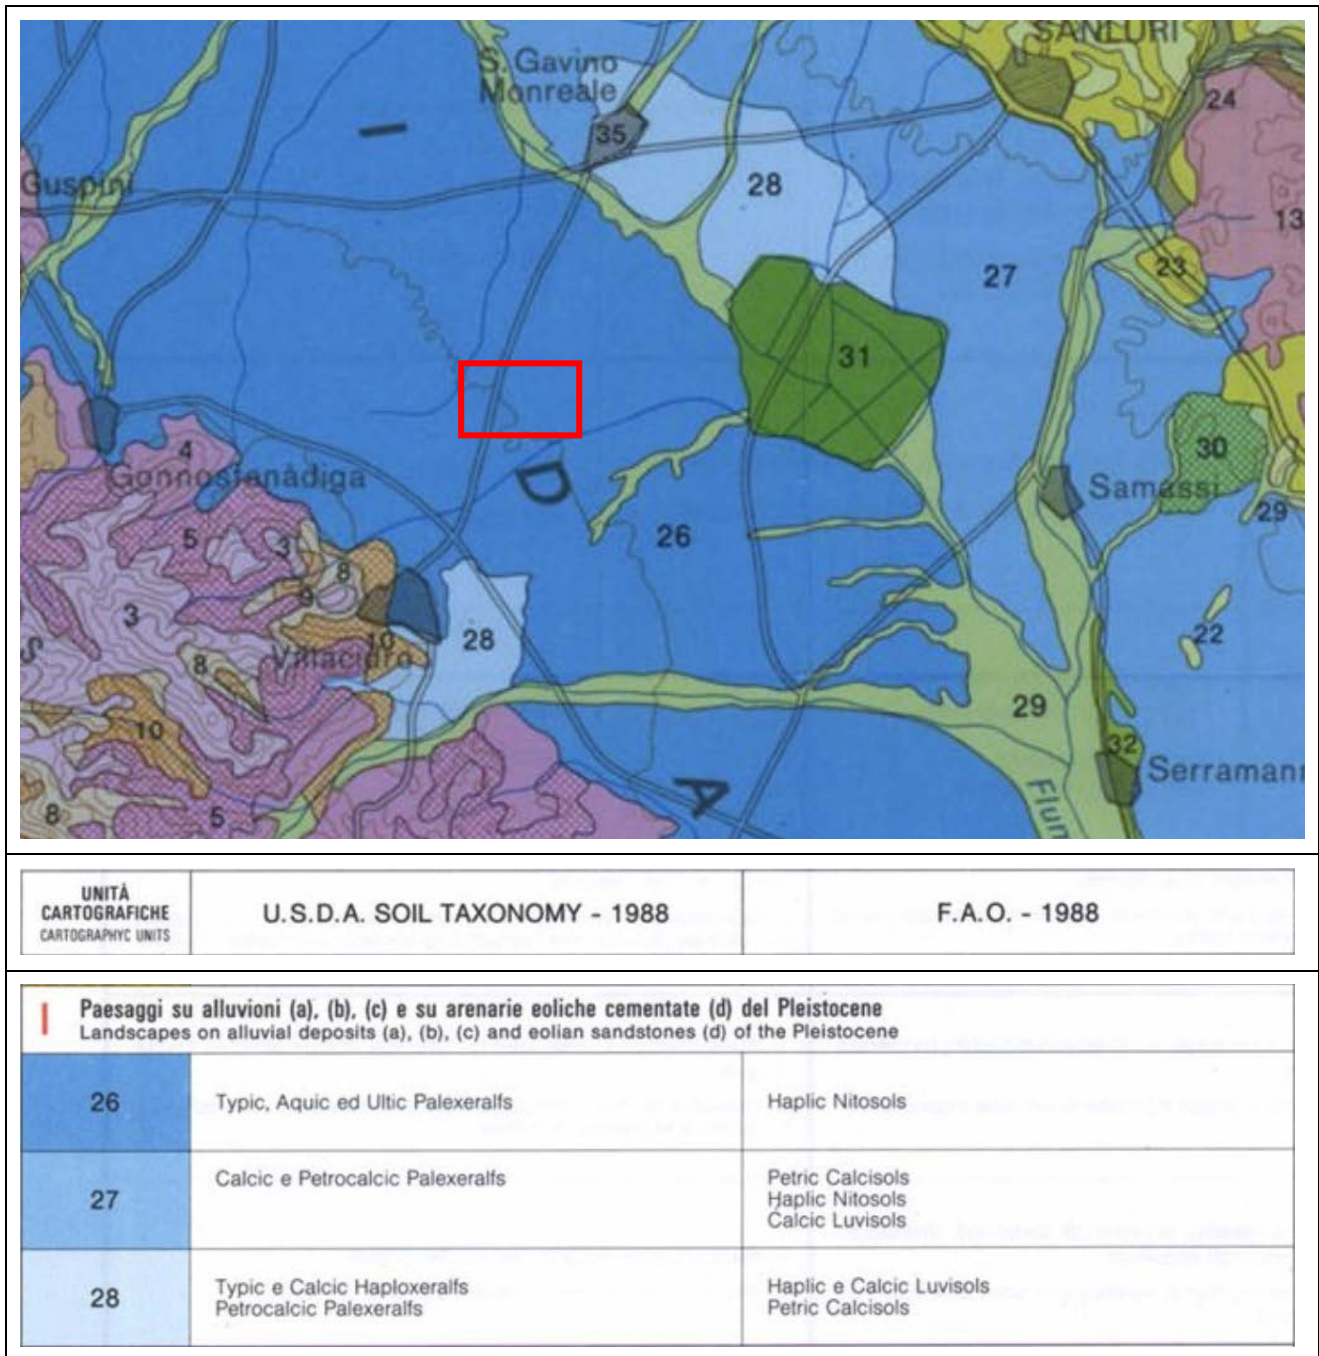 SANLURI
S. Gavino
Monreale
24
35
I
Guspini
28
13
27
23
31
4
Gonnosfanàdiga
D
30
Samassi
29
5
3
26
8
9
3
10
28
22
Villacidro
S
8
29
10
32
A
Serramann
Flum
8
5
UNITÀ
CARTOGRAFICHE
CARTOGRAPHYC UNITS
U.S.D.A. SOIL TAXONOMY - 1988
F.A.O. - 1988
I
Paesaggi su alluvioni (a), (b), (c) e su arenarie eoliche cementate (d) del Pleistocene
Landscapes on alluvial deposits (a), (b), (c) and eolian sandstones (d) of the Pleistocene
26
Typic, Aquic ed Ultic Palexeralfs
Haplic Nitosols
27
Calcic e Petrocalcic Palexeralfs
Petric Calcisols
Haplic Nitosols
Calcic Luvisols
28
Typic e Calcic Haploxeralfs
Petrocalcic Palexeralfs
Haplic e Calcic Luvisols
Petric Calcisols